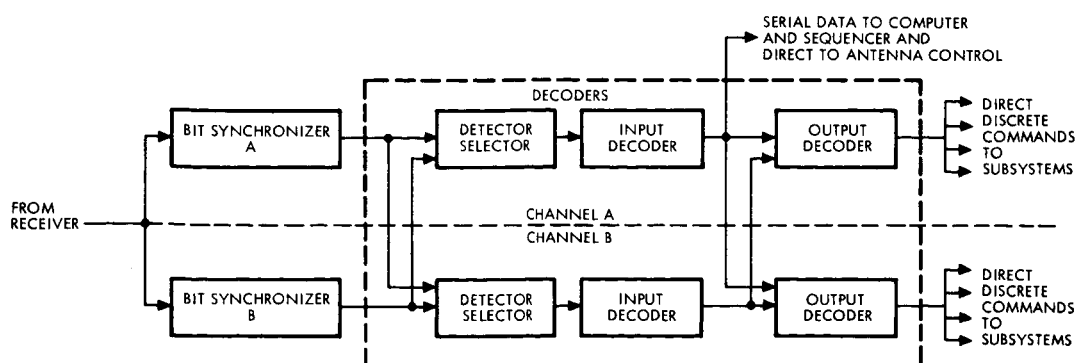 SERIAL DATA TO COMPUTER
AND SEQUENCER AND
DIRECT TO ANTENNA CONTROL
DECODERS
BIT SYNCHRONIZER
A
DETECTOR
SELECTOR
INPUT
DECODER
OUTPUT
DECODER
DIRECT
DISCRETE
COMMANDS
TO
SUBSYSTEMS
FROM
RECEIVER
CHANNEL A
CHANNEL B
BIT SYNCHRONIZER
B
DETECTOR
SELECTOR
INPUT
DECODER
OUTPUT
DECODER
DIRECT
DISCRETE
COMMANDS
TO
SUBSYSTEMS